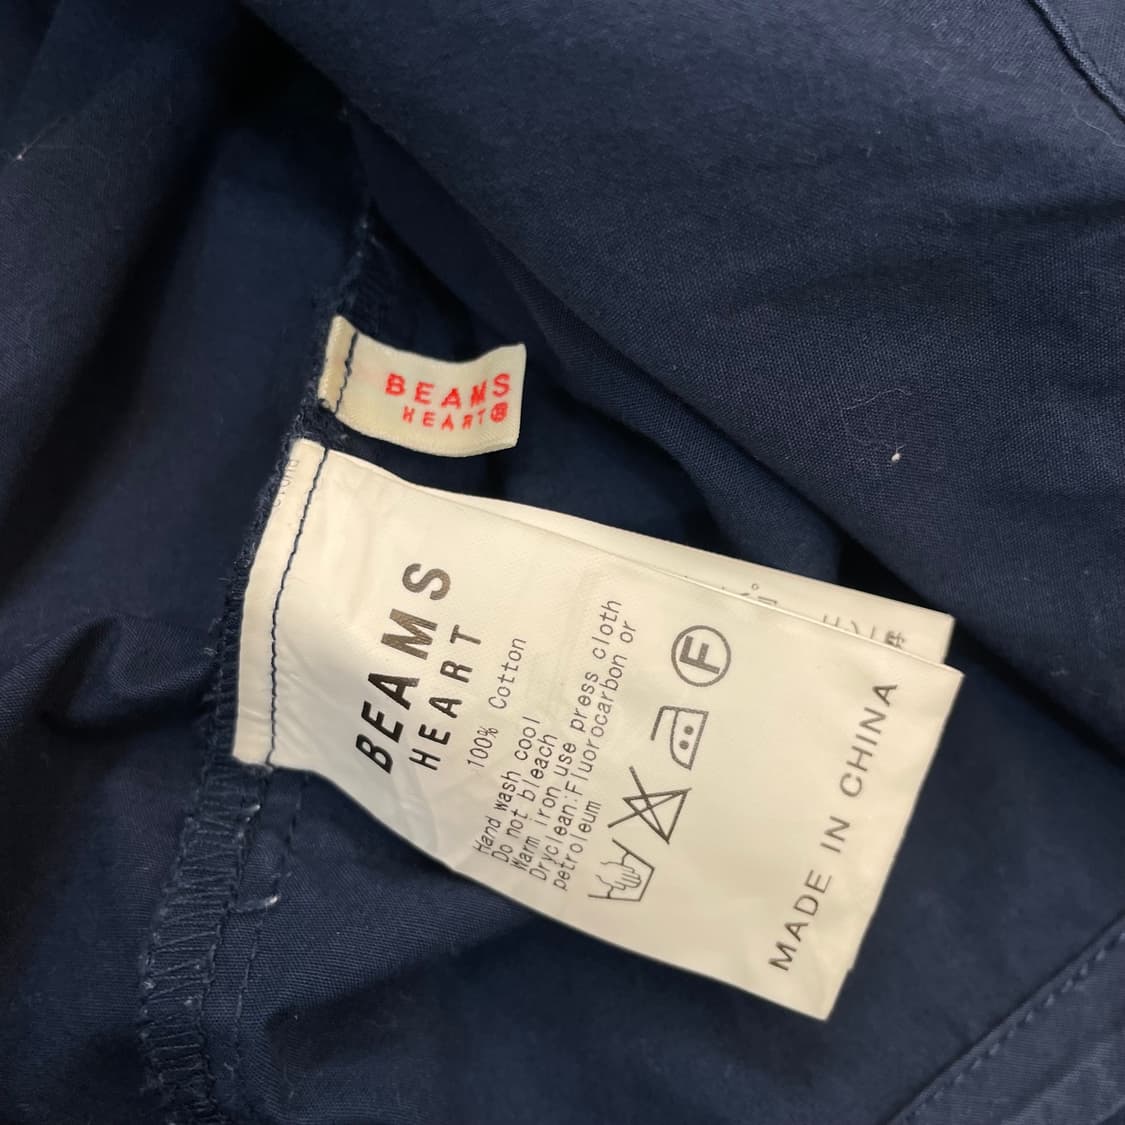 BEAMS
HEART®
BEAMS
HEART
100% Cotton
Hand wash cool
Do not bleach
Warm iron use press cloth
Dryclean:Fluorocarbon or
petroleum
F
MADE IN CHINA